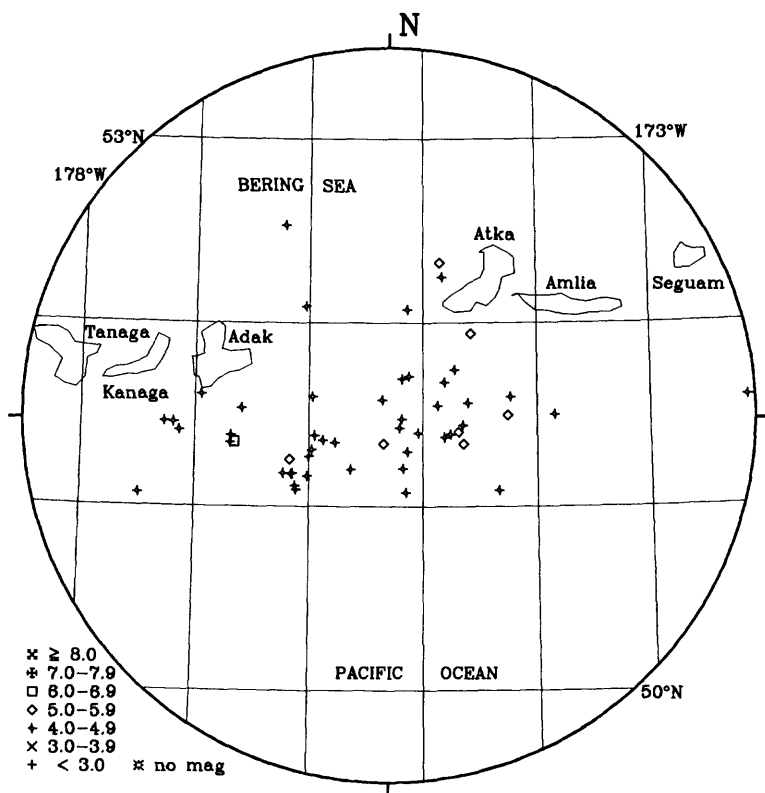 N
53°N
173°W
178°W
BERING SEA
Atka
Amlia
Seguam
Tanaga
Adak
Kanaga
≥ 8.0
7.0-7.9
6.0-6.9
5.0-5.9
4.0-4.9
3.0-3.9
< 3.0 no mag
PACIFIC OCEAN
50°N